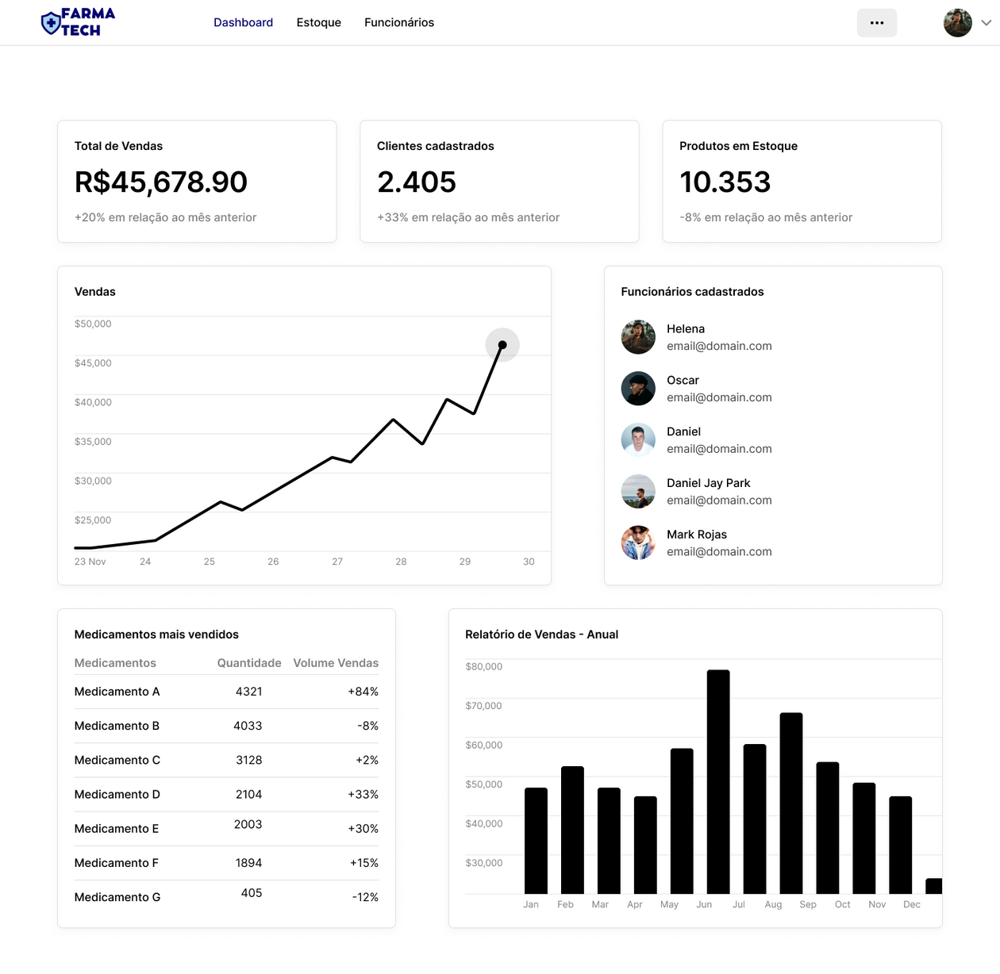 FARMA
TECH
Dashboard Estoque Funcionários
Total de Vendas
R$45,678.90
+20% em relação ao mês anterior
Clientes cadastrados
2.405
+33% em relação ao mês anterior
Produtos em Estoque
10.353
-8% em relação ao mês anterior
Vendas
$50,000
$45,000
$40,000
$35,000
$30,000
$25,000
23 Nov 24 25 26 27 28 29 30
Funcionários cadastrados
Helena
email@domain.com
Oscar
email@domain.com
Daniel
email@domain.com
Daniel Jay Park
email@domain.com
Mark Rojas
email@domain.com
Medicamentos mais vendidos
Medicamentos Quantidade Volume Vendas
Medicamento A 4321 +84%
Medicamento B 4033 -8%
Medicamento C 3128 +2%
Medicamento D 2104 +33%
Medicamento E 2003 +30%
Medicamento F 1894 +15%
Medicamento G 405 -12%
Relatório de Vendas - Anual
$80,000
$70,000
$60,000
$50,000
$40,000
$30,000
Jan Feb Mar Apr May Jun Jul Aug Sep Oct Nov Dec